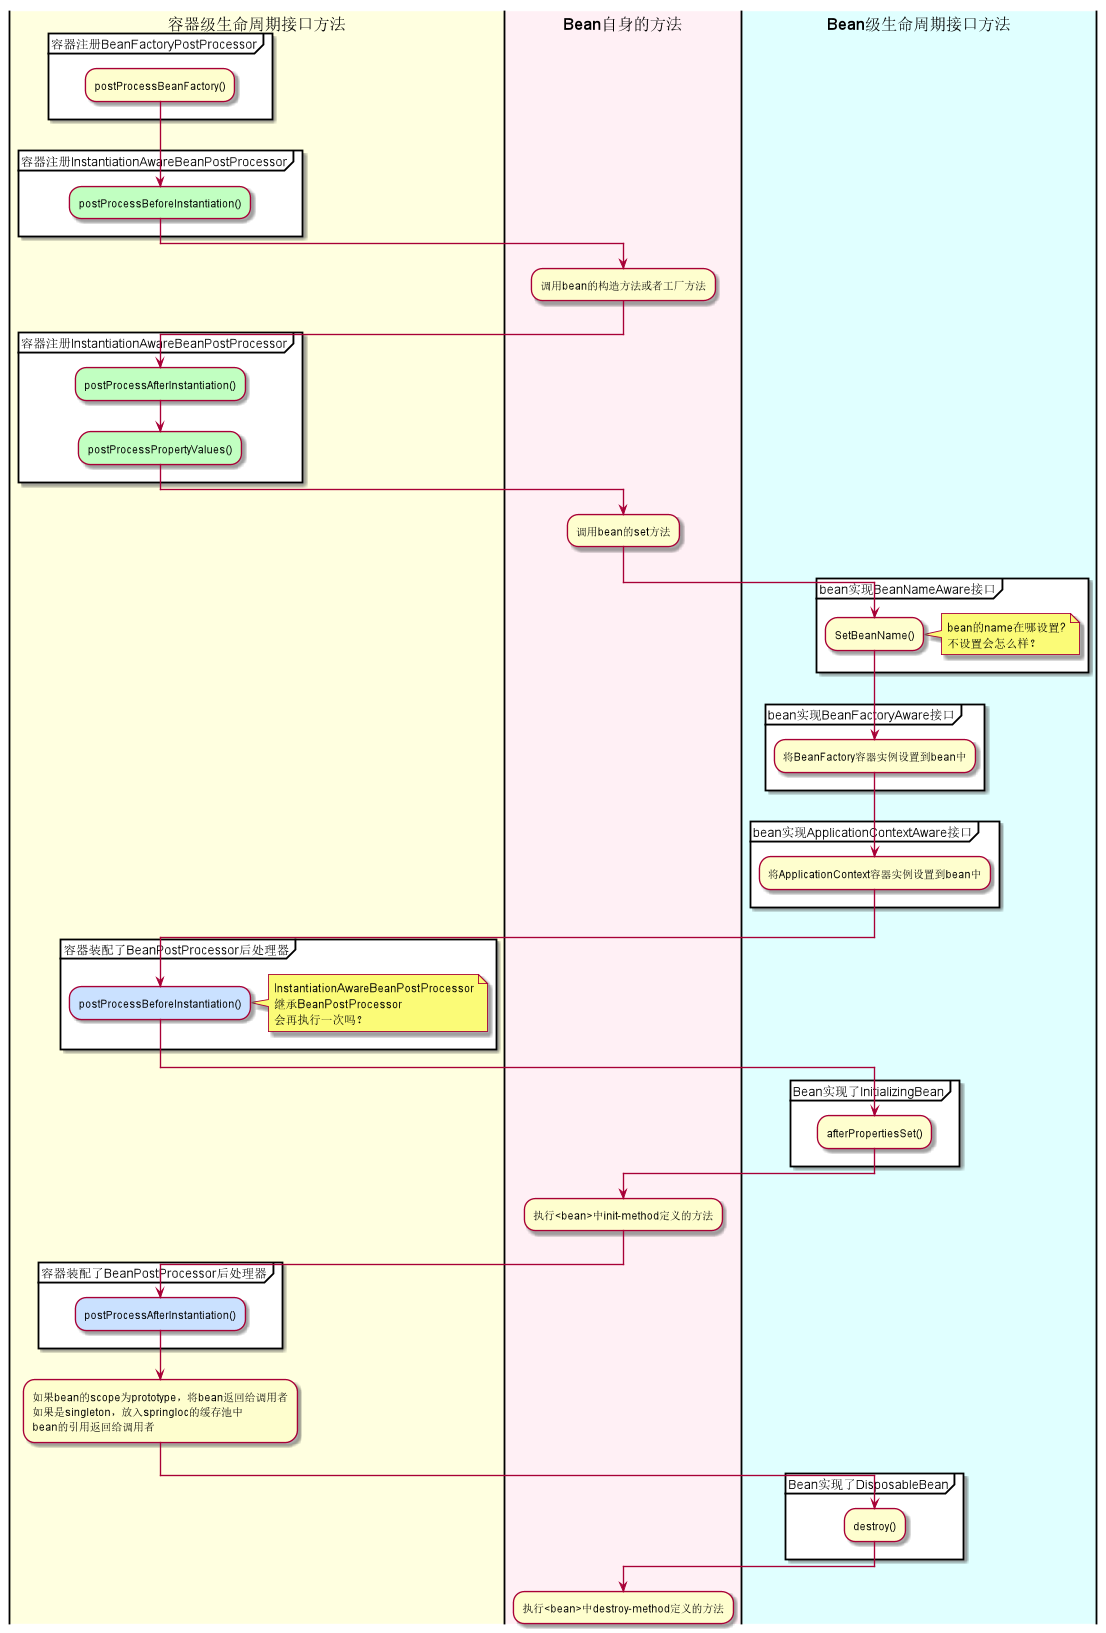 容器级生命周期接口方法
Bean自身的方法
Bean级生命周期接口方法
容器注册BeanFactoryPostProcessor
postProcessBeanFactory()
容器注册InstantiationAwareBeanPostProcessor
postProcessBeforeInstantiation()
调用bean的构造方法或者工厂方法
容器注册InstantiationAwareBeanPostProcessor
postProcessAfterInstantiation()
postProcessPropertyValues()
调用bean的set方法
bean实现BeanNameAware接口
SetBeanName()
bean的name在哪设置?
不设置会怎么样？
bean实现BeanFactoryAware接口
将BeanFactory容器实例设置到bean中
bean实现ApplicationContextAware接口
将ApplicationContext容器实例设置到bean中
容器装配了BeanPostProcessor后处理器
postProcessBeforeInstantiation()
InstantiationAwareBeanPostProcessor
继承BeanPostProcessor
会再执行一次吗？
Bean实现了InitializingBean
afterPropertiesSet()
执行<bean>中init-method定义的方法
容器装配了BeanPostProcessor后处理器
postProcessAfterInstantiation()
如果bean的scope为prototype，将bean返回给调用者
如果是singleton，放入springIoc的缓存池中
bean的引用返回给调用者
Bean实现了DisposableBean
destroy()
执行<bean>中destroy-method定义的方法